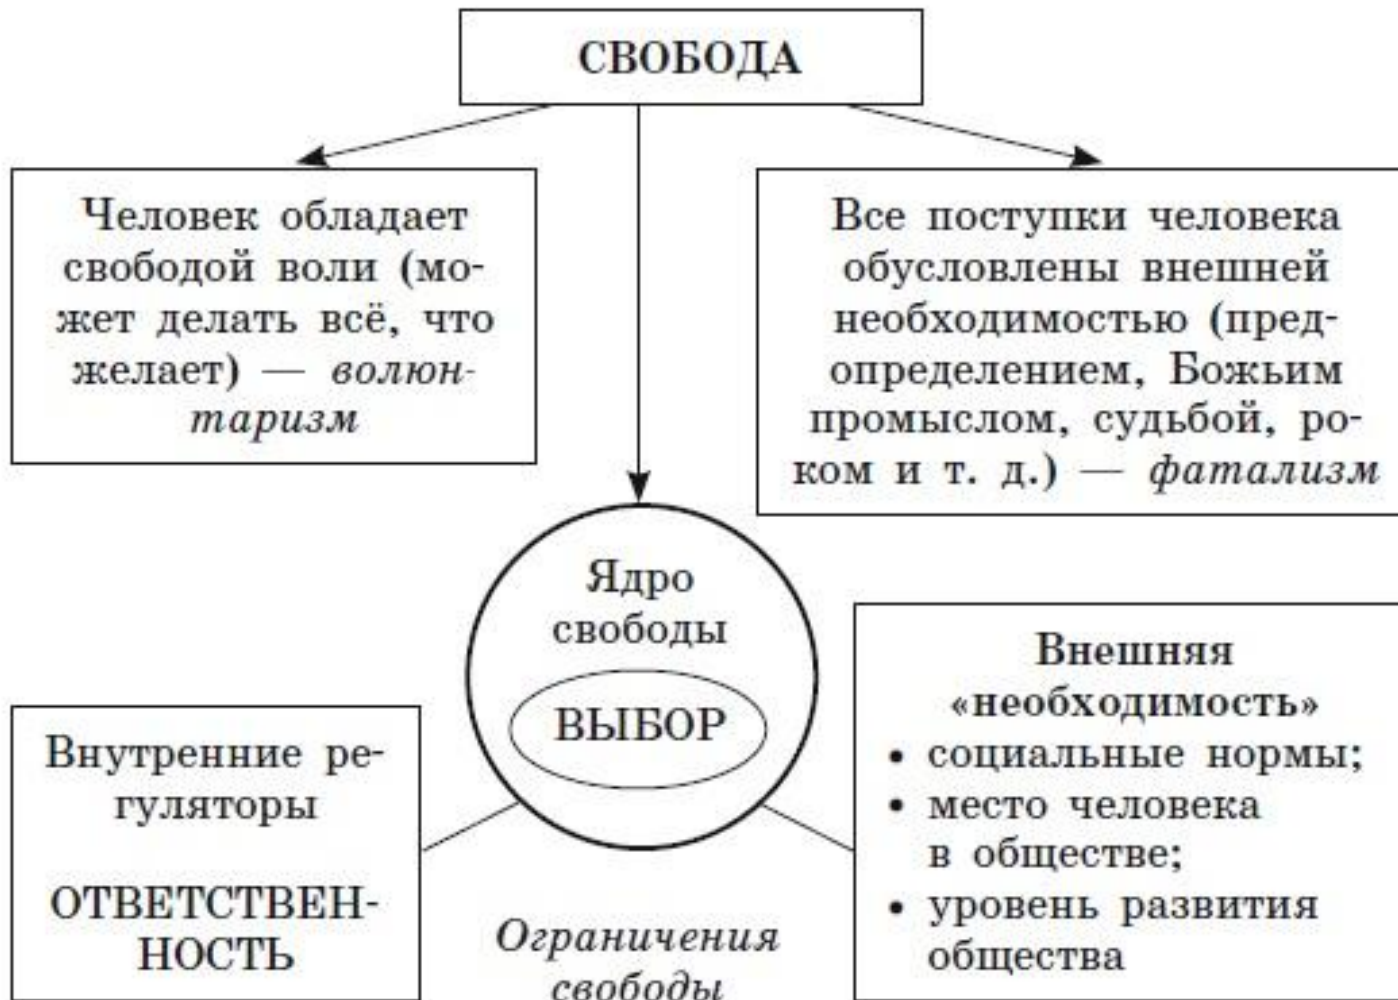 СВОБОДА
Человек обладает
свободой воли (мо-
жет делать всё, что
желает) — волюн-
таризм
Все поступки человека
обусловлены внешней
необходимостью (пред-
определением, Божьим
промыслом, судьбой, ро-
ком и т. д.) — фатализм
Ядро
свободы
ВЫБОР
Внутренние ре-
гуляторы
ОТВЕТСТВЕН-
НОСТЬ
Ограничения
свободы
Внешняя
«необходимость»
• социальные нормы;
• место человека
в обществе;
• уровень развития
общества